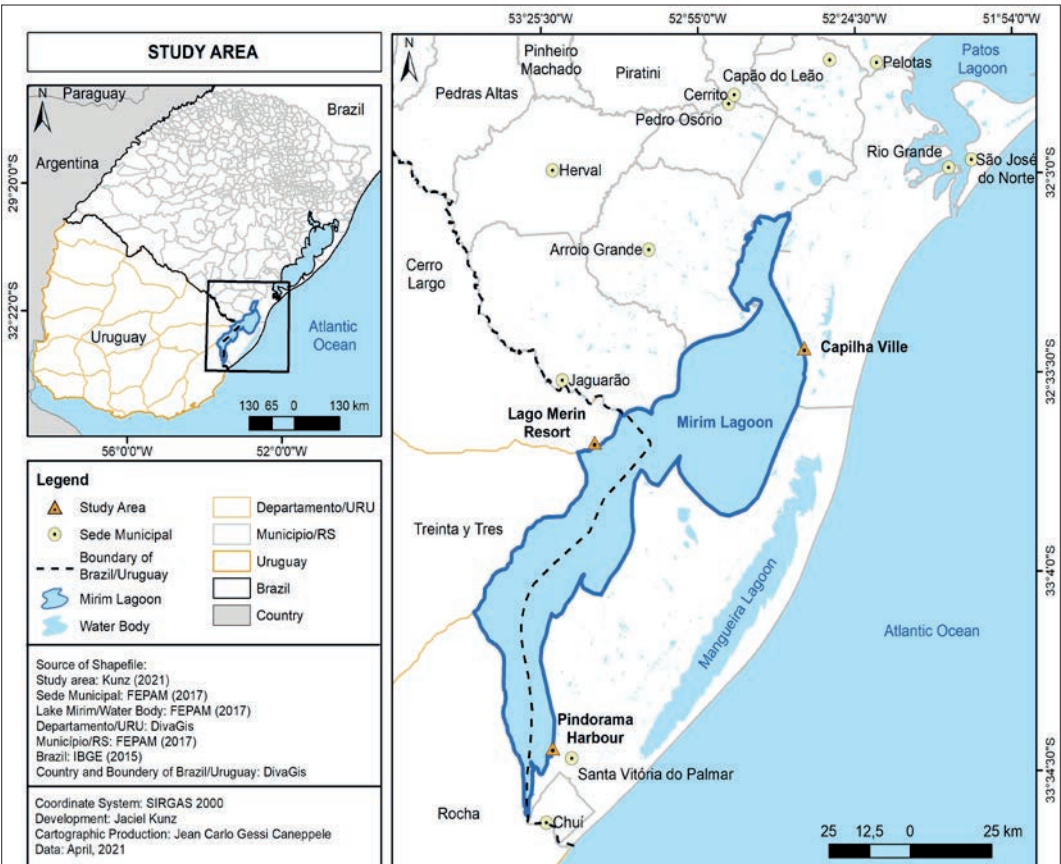 STUDY AREA
N
Paraguay
Brazil
Argentina
Uruguay
Atlantic
Ocean
130 65 0 130 km
29°20'0"S
32°22'0"S
56°0'0"W
52°0'0"W
Legend
Study Area
Sede Municipal
Boundary of
Brazil/Uruguay
Mirim Lagoon
Water Body
Departamento/URU
Município/RS
Uruguay
Brazil
Country
Source of Shapefile:
Study area: Kunz (2021)
Sede Municipal: FEPAM (2017)
Lake Mirim/Water Body: FEPAM (2017)
Departamento/URU: DivaGis
Município/RS: FEPAM (2017)
Brazil: IBGE (2015)
Country and Boundery of Brazil/Uruguay: DivaGis
Coordinate System: SIRGAS 2000
Development: Jaciel Kunz
Cartographic Production: Jean Carlo Gessi Caneppele
Data: April, 2021
53°25'30"W
52°55'0"W
52°24'30"W
51°54'0"W
N
Pinheiro
Machado
Piratini
Capão do Leão
Pelotas
Patos
Lagoon
Pedras Altas
Cerrito
Pedro Osório
Rio Grande
São José
do Norte
Herval
Arroio Grande
Cerro
Largo
Capilha Ville
Jaguarão
Lago Merin
Resort
Mirim Lagoon
Treinta y Tres
Mangueira Lagoon
Atlantic Ocean
Pindorama
Harbour
Santa Vitória do Palmar
Rocha
Chuí
25 12,5 0 25 km
32°3'0"S
32°33'30"S
33°4'0"S
33°34'30"S